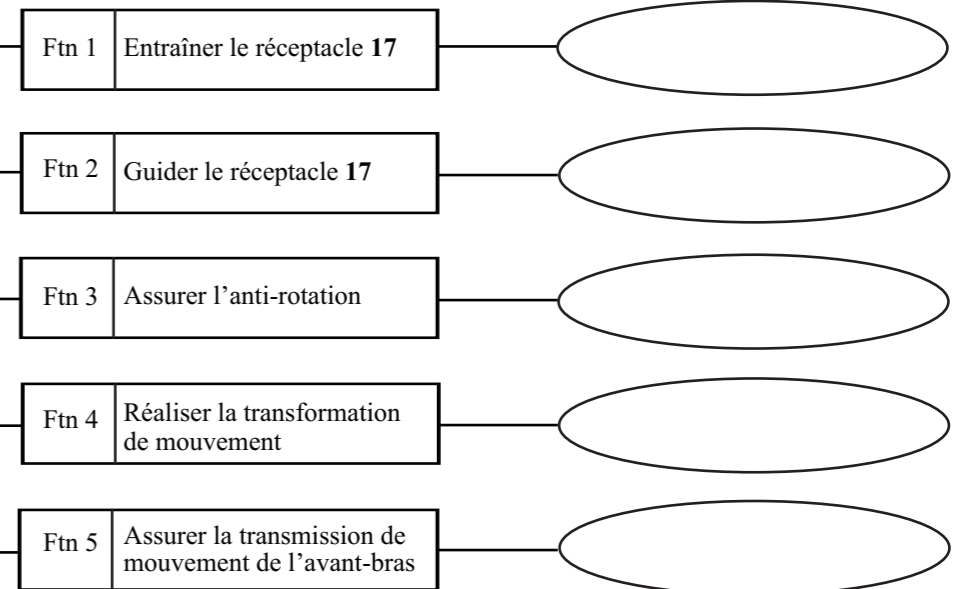 Ftn 1 Entraîner le réceptacle 17
Ftn 2 Guider le réceptacle 17
Ftn 3 Assurer l'anti-rotation
Ftn 4 Réaliser la transformation
de mouvement
Ftn 5 Assurer la transmission de
mouvement de l'avant-bras